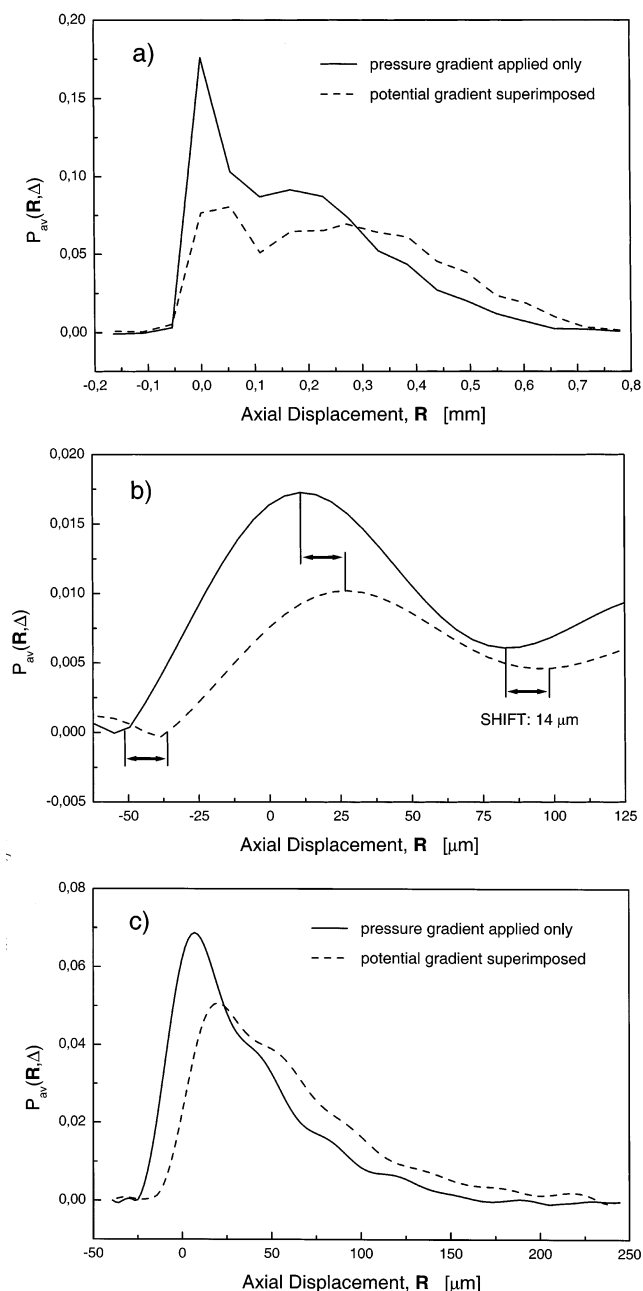 a)
pressure gradient applied only
potential gradient superimposed
0,20
0,15
0,10
0,05
0,00
P_av(R,Δ)
-0,2 -0,1 0,0 0,1 0,2 0,3 0,4 0,5 0,6 0,7 0,8
Axial Displacement, R [mm]
b)
0,020
0,015
0,010
0,005
0,000
-0,005
P_av(R,Δ)
SHIFT: 14 μm
-50 -25 0 25 50 75 100 125
Axial Displacement, R [μm]
c)
pressure gradient applied only
potential gradient superimposed
0,08
0,06
0,04
0,02
0,00
P_av(R,Δ)
-50 0 50 100 150 200 250
Axial Displacement, R [μm]